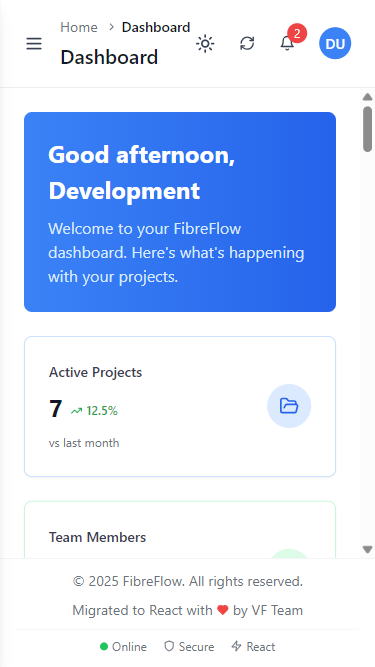 Home > Dashboard
Dashboard
2
DU
Good afternoon,
Development
Welcome to your FibreFlow
dashboard. Here's what's happening
with your projects.
Active Projects
7 12.5%
vs last month
Team Members
© 2025 FibreFlow. All rights reserved.
Migrated to React with ❤ by VF Team
Online Secure React